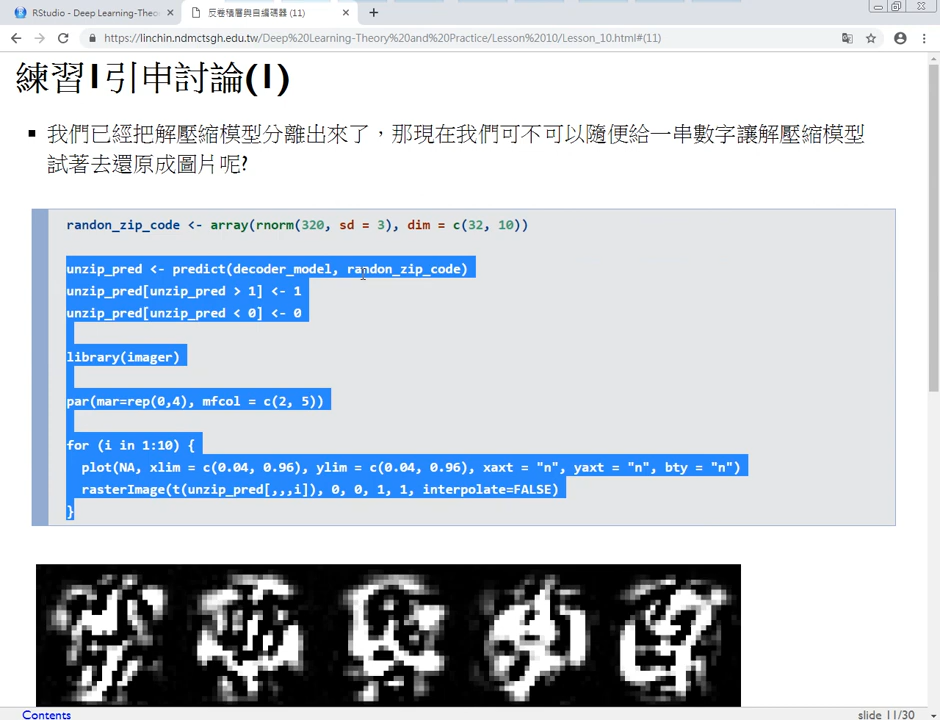 RStudio - Deep Learning-Theo
反卷積層與自編碼器 (11)
https://linchin.ndmctsgh.edu.tw/Deep%20Learning-Theory%20and%20Practice/Lesson%2010/Lesson_10.html#(11)
練習1引申討論(1)
我們已經把解壓縮模型分離出來了，那現在我們可不可以隨便給一串數字讓解壓縮模型
試著去還原成圖片呢?
randon_zip_code <- array(rnorm(320, sd = 3), dim = c(32, 10))
unzip_pred <- predict(decoder_model, randon_zip_code)
unzip_pred[unzip_pred > 1] <- 1
unzip_pred[unzip_pred < 0] <- 0
library(imager)
par(mar=rep(0,4), mfcol = c(2, 5))
for (i in 1:10) {
plot(NA, xlim = c(0.04, 0.96), ylim = c(0.04, 0.96), xaxt = "n", yaxt = "n", bty = "n")
rasterImage(t(unzip_pred[,,,i]), 0, 0, 1, 1, interpolate=FALSE)
}
Contents
slide 11/30